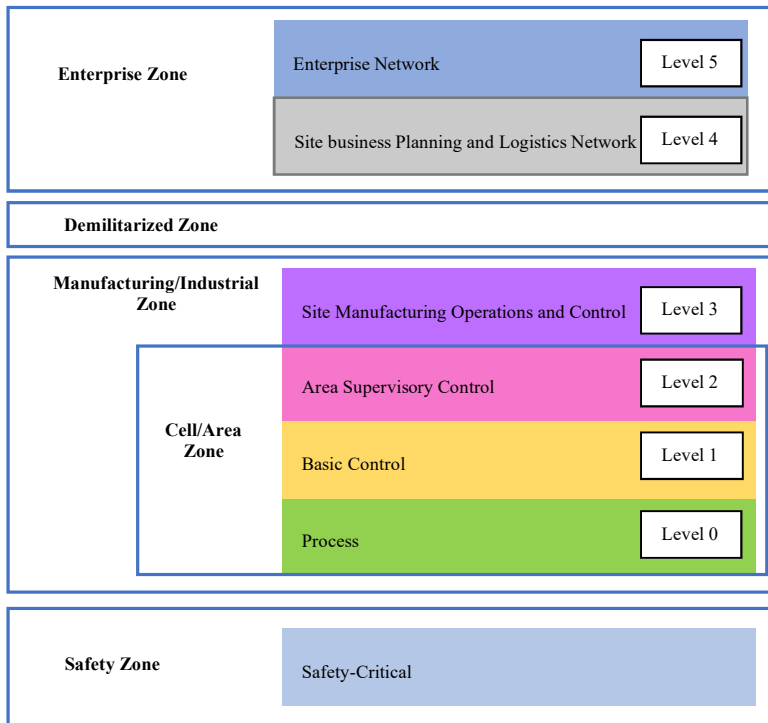 Enterprise Zone
Enterprise Network
Level 5
Site business Planning and Logistics Network
Level 4
Demilitarized Zone
Manufacturing/Industrial
Zone
Site Manufacturing Operations and Control
Level 3
Cell/Area
Zone
Area Supervisory Control
Level 2
Basic Control
Level 1
Process
Level 0
Safety Zone
Safety-Critical